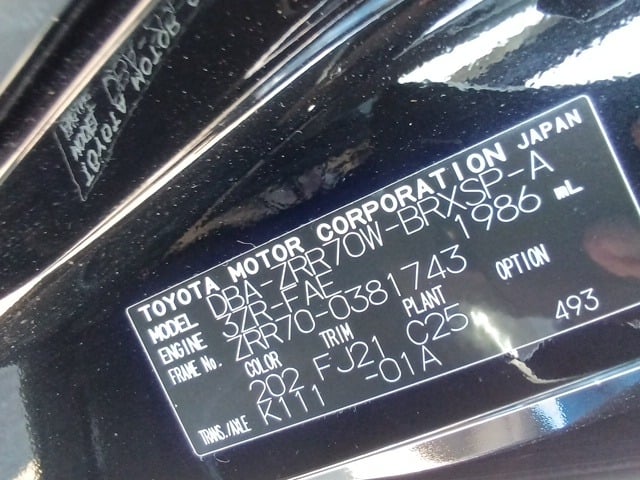 TOYOTA MOTOR CORPORATION JAPAN
MODEL DBA-ZRR70W-BRXSP-A
ENGINE 3ZR-FAE 1986 mL
FRAME No. ZRR70-0381743
COLOR TRIM PLANT OPTION
202 FJ21 C25 493
TRANS./AXLE K111 -01A